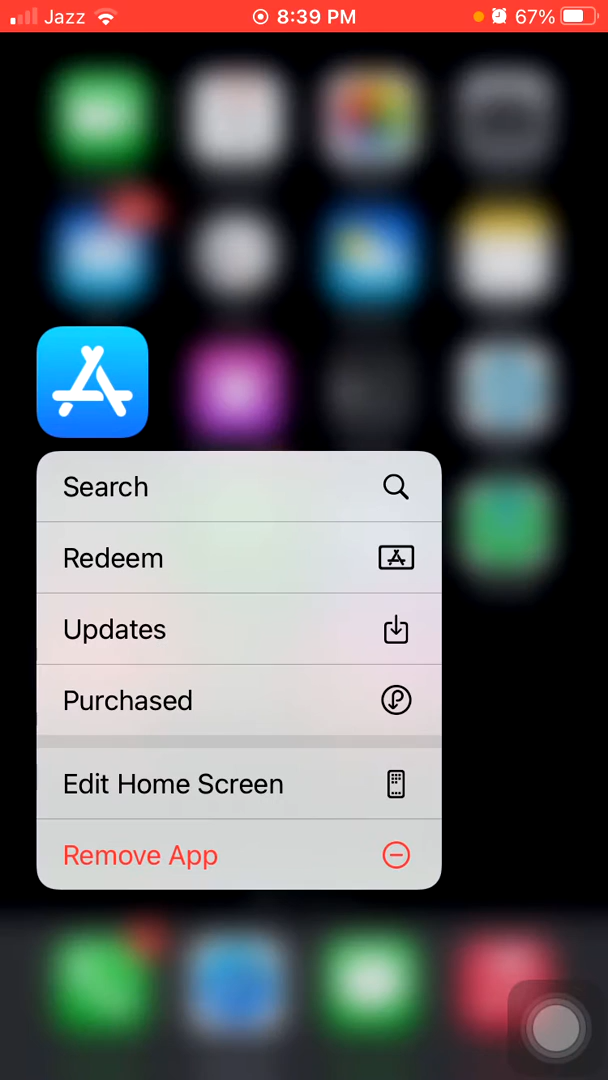 Jazz 8:39 PM 67%
Search
Redeem
Updates
Purchased
Edit Home Screen
Remove App